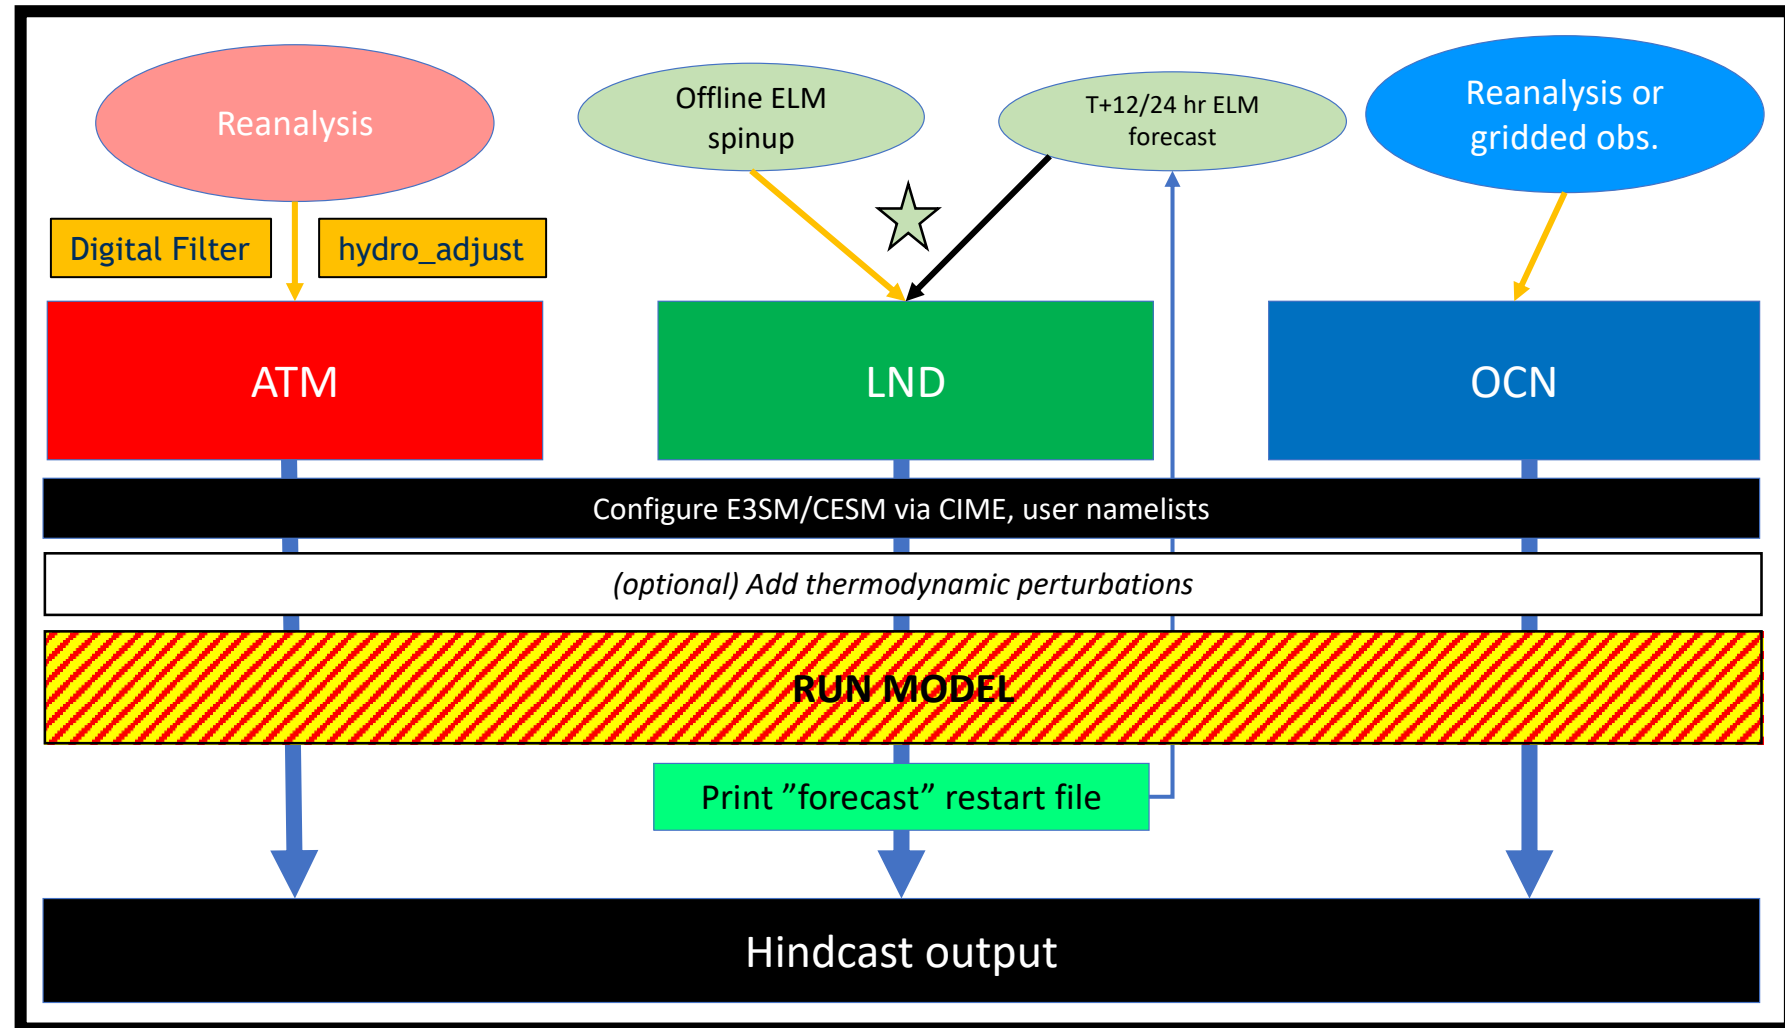 Reanalysis
Offline ELM
spinup
T+12/24 hr ELM
forecast
Reanalysis or
gridded obs.
Digital Filter
hydro_adjust
ATM
LND
OCN
Configure E3SM/CESM via CIME, user namelists
(optional) Add thermodynamic perturbations
RUN MODEL
Print ”forecast” restart file
Hindcast output